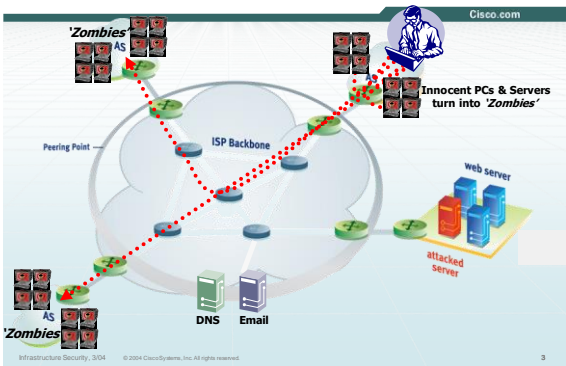 Cisco.com
'Zombies'
AS
AS
Innocent PCs & Servers
turn into 'Zombies'
ISP Backbone
Peering Point
web server
attacked
server
AS
'Zombies
DNS Email
Infrastructure Security, 3/04 © 2004 Cisco Systems, Inc. All rights reserved. 3